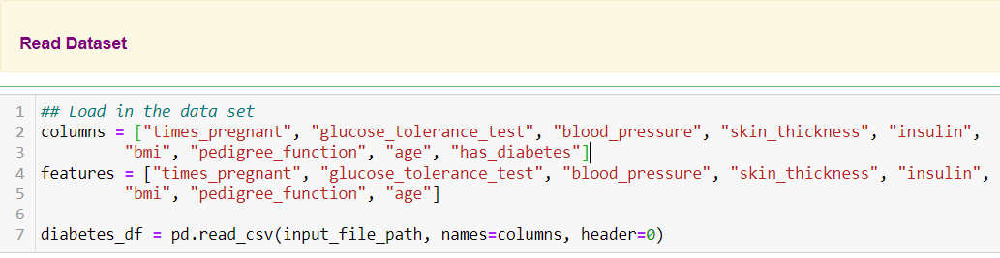 Read Dataset
1 ## Load in the data set
2 columns = ["times_pregnant", "glucose_tolerance_test", "blood_pressure", "skin_thickness", "insulin",
3 "bmi", "pedigree_function", "age", "has_diabetes"]
4 features = ["times_pregnant", "glucose_tolerance_test", "blood_pressure", "skin_thickness", "insulin",
5 "bmi", "pedigree_function", "age"]
6
7 diabetes_df = pd.read_csv(input_file_path, names=columns, header=0)